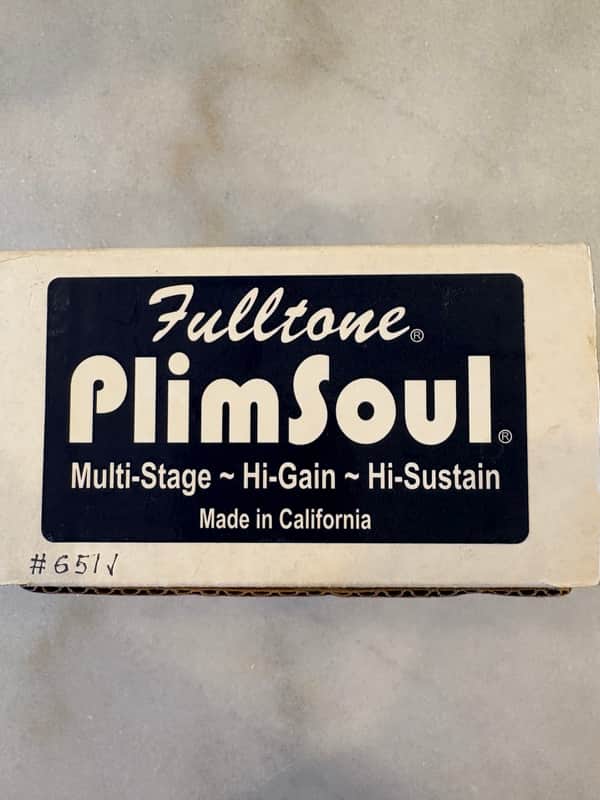 Fulltone®
PlimSoul®
Multi-Stage ~ Hi-Gain ~ Hi-Sustain
Made in California
#651√